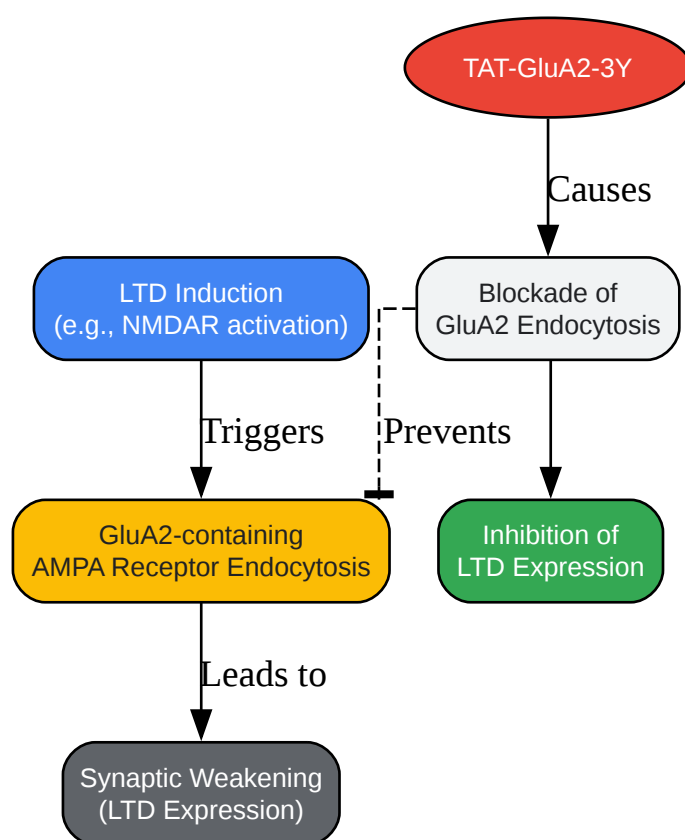 TAT-GluA2-3Y
Causes
LTD Induction
(e.g., NMDAR activation)
Blockade of
GluA2 Endocytosis
Triggers
Prevents
GluA2-containing
AMPA Receptor Endocytosis
Inhibition of
LTD Expression
Leads to
Synaptic Weakening
(LTD Expression)